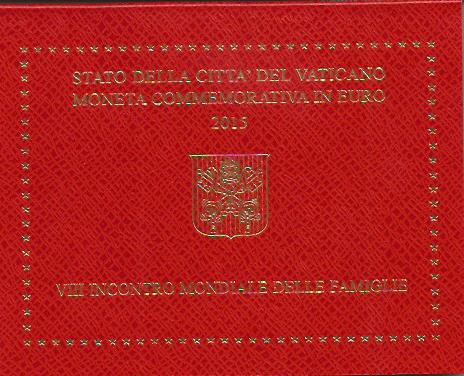 STATO DELLA CITTA' DEL VATICANO
MONETA COMMEMORATIVA IN EURO
2015
VIII INCONTRO MONDIALE DELLE FAMIGLIE